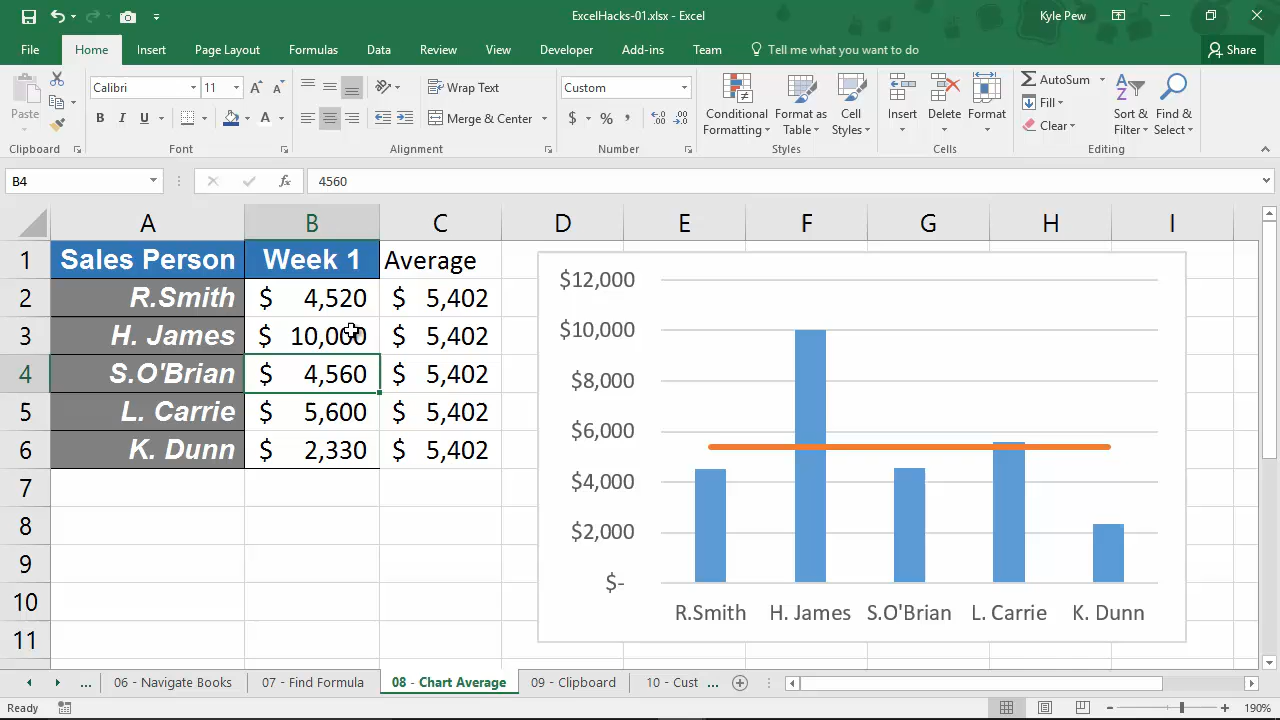 ExcelHacks-01.xlsx - Excel
Kyle Pew
File Home Insert Page Layout Formulas Data Review View Developer Add-ins Team Tell me what you want to do Share
Paste
Clipboard
Calibri 11
B I U
Font
Wrap Text
Merge & Center
Alignment
Custom
$ % ,
Number
Conditional Formatting
Format as Table
Cell Styles
Styles
Insert
Delete
Format
Cells
AutoSum
Fill
Clear
Sort & Filter
Find & Select
Editing
B4 fx 4560
A B C D E F G H I
1 Sales Person Week 1 Average
2 R.Smith $ 4,520 $ 5,402
3 H. James $ 10,000 $ 5,402
4 S.O'Brian $ 4,560 $ 5,402
5 L. Carrie $ 5,600 $ 5,402
6 K. Dunn $ 2,330 $ 5,402
7
8
9
10
11
$12,000
$10,000
$8,000
$6,000
$4,000
$2,000
$-
R.Smith H. James S.O'Brian L. Carrie K. Dunn
... 06 - Navigate Books 07 - Find Formula 08 - Chart Average 09 - Clipboard 10 - Cust ...
Ready 190%